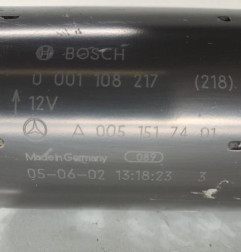 BOSCH
0 001 108 217 (218)
↑ 12V
A 005 151 74 01
Made in Germany 089
05-06-02 13:18:23 3